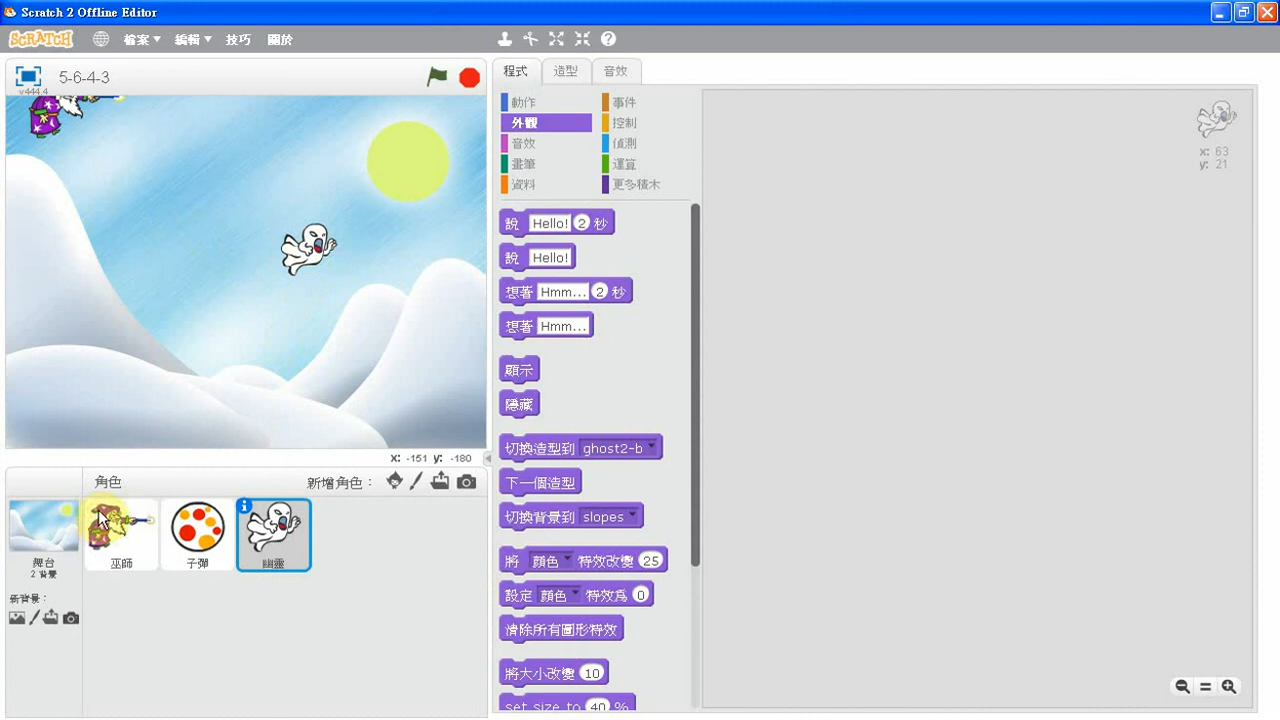 Scratch 2 Offline Editor
SCRATCH 檔案 編輯 技巧 關於
5-6-4-3
v444.4
程式 造型 音效
動作 事件
外觀 控制
音效 偵測
畫筆 運算
資料 更多積木
x: 63
y: 21
說 Hello! 2 秒
說 Hello!
想著 Hmm... 2 秒
想著 Hmm...
顯示
隱藏
切換造型到 ghost2-b
下一個造型
切換背景到 slopes
將 顏色 特效改變 25
設定 顏色 特效為 0
清除所有圖形特效
將大小改變 10
set size to 40 %
x: -151 y: -180
角色 新增角色：
舞台
2 背景
新背景：
巫師 子彈 幽靈